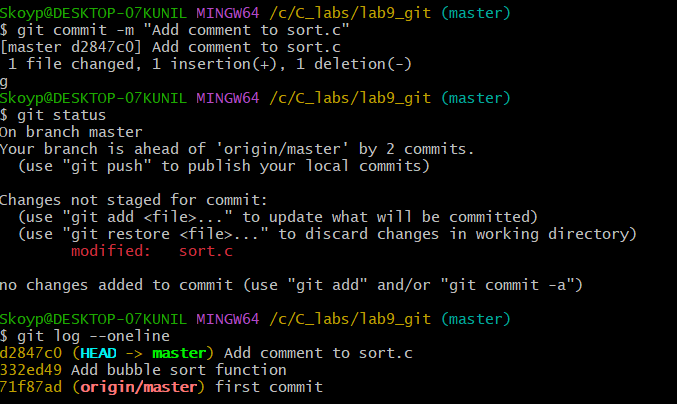 Skoyp@DESKTOP-O7KUNIL MINGW64 /c/C_labs/lab9_git (master)
$ git commit -m "Add comment to sort.c"
[master d2847c0] Add comment to sort.c
 1 file changed, 1 insertion(+), 1 deletion(-)
g
Skoyp@DESKTOP-O7KUNIL MINGW64 /c/C_labs/lab9_git (master)
$ git status
On branch master
Your branch is ahead of 'origin/master' by 2 commits.
  (use "git push" to publish your local commits)

Changes not staged for commit:
  (use "git add <file>..." to update what will be committed)
  (use "git restore <file>..." to discard changes in working directory)
        modified:   sort.c

no changes added to commit (use "git add" and/or "git commit -a")

Skoyp@DESKTOP-O7KUNIL MINGW64 /c/C_labs/lab9_git (master)
$ git log --oneline
d2847c0 (HEAD -> master) Add comment to sort.c
332ed49 Add bubble sort function
71f87ad (origin/master) first commit